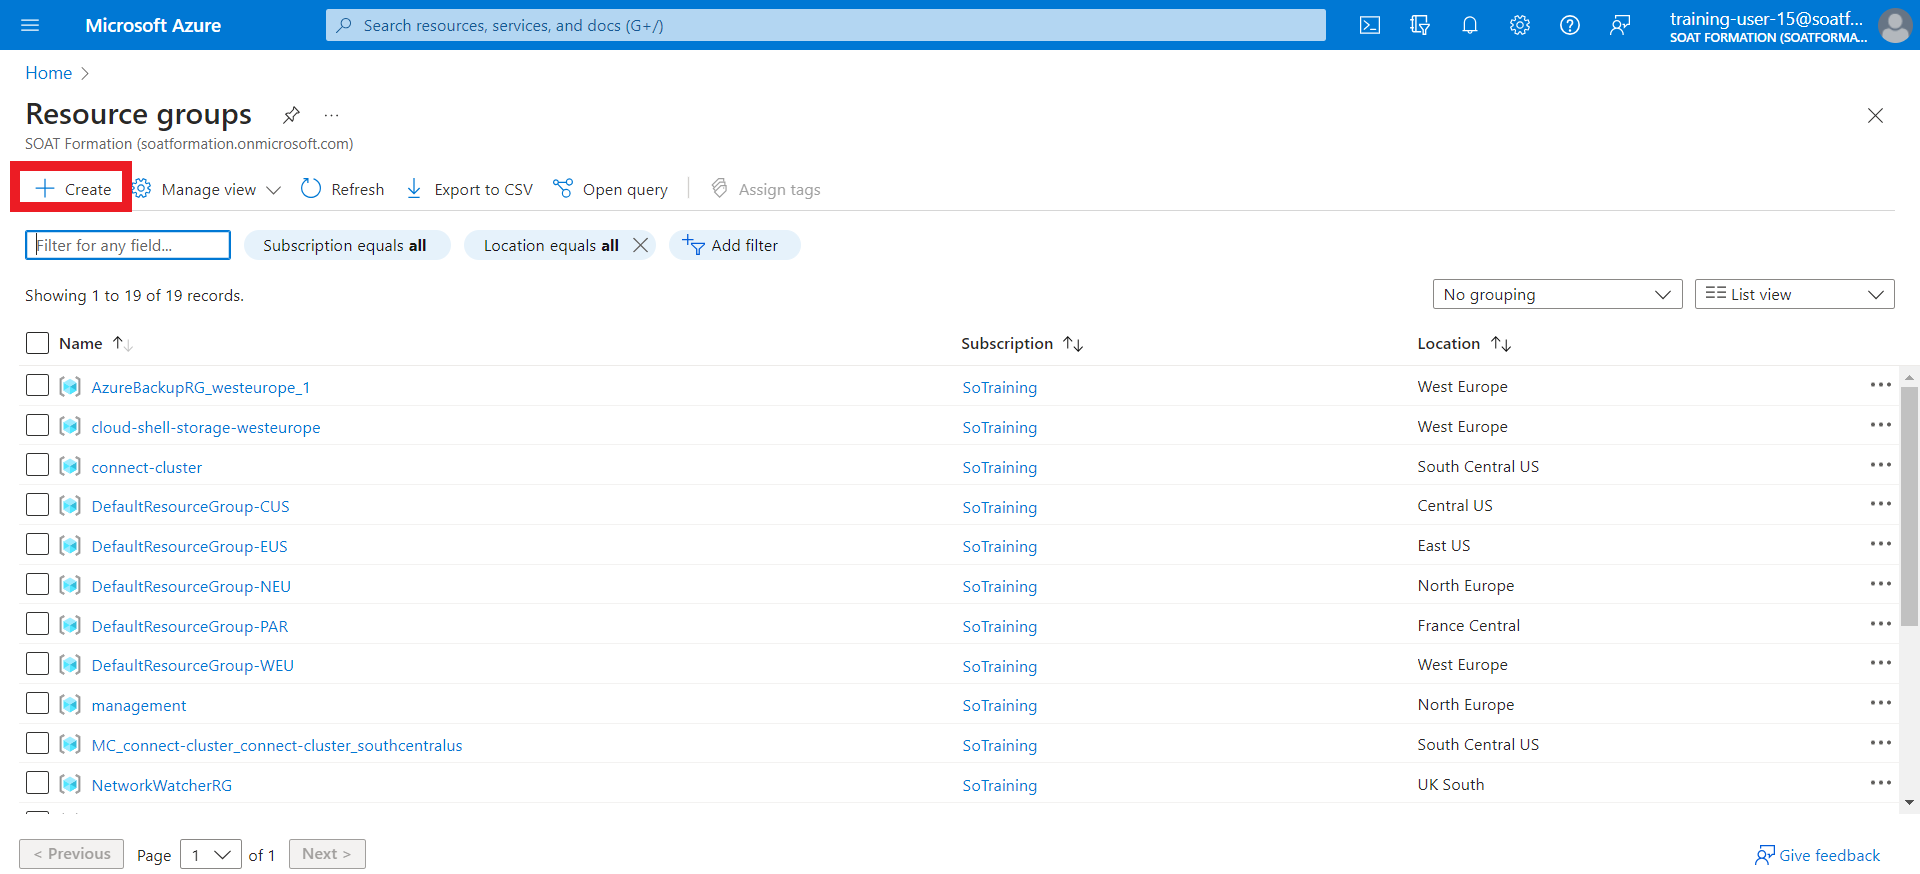 Microsoft Azure
Search resources, services, and docs (G+/)
training-user-15@soatf...
SOAT FORMATION (SOATFORMA...
Home
Resource groups
...
SOAT Formation (soatformation.onmicrosoft.com)
Create
Manage view
Refresh
Export to CSV
Open query
Assign tags
Filter for any field...
Subscription equals all
Location equals all
Add filter
Showing 1 to 19 of 19 records.
No grouping
List view
Name
Subscription
Location
AzureBackupRG_westeurope_1
SoTraining
West Europe
cloud-shell-storage-westeurope
SoTraining
West Europe
connect-cluster
SoTraining
South Central US
DefaultResourceGroup-CUS
SoTraining
Central US
DefaultResourceGroup-EUS
SoTraining
East US
DefaultResourceGroup-NEU
SoTraining
North Europe
DefaultResourceGroup-PAR
SoTraining
France Central
DefaultResourceGroup-WEU
SoTraining
West Europe
management
SoTraining
North Europe
MC_connect-cluster_connect-cluster_southcentralus
SoTraining
South Central US
NetworkWatcherRG
SoTraining
UK South
< Previous
Page
1
of 1
Next >
Give feedback